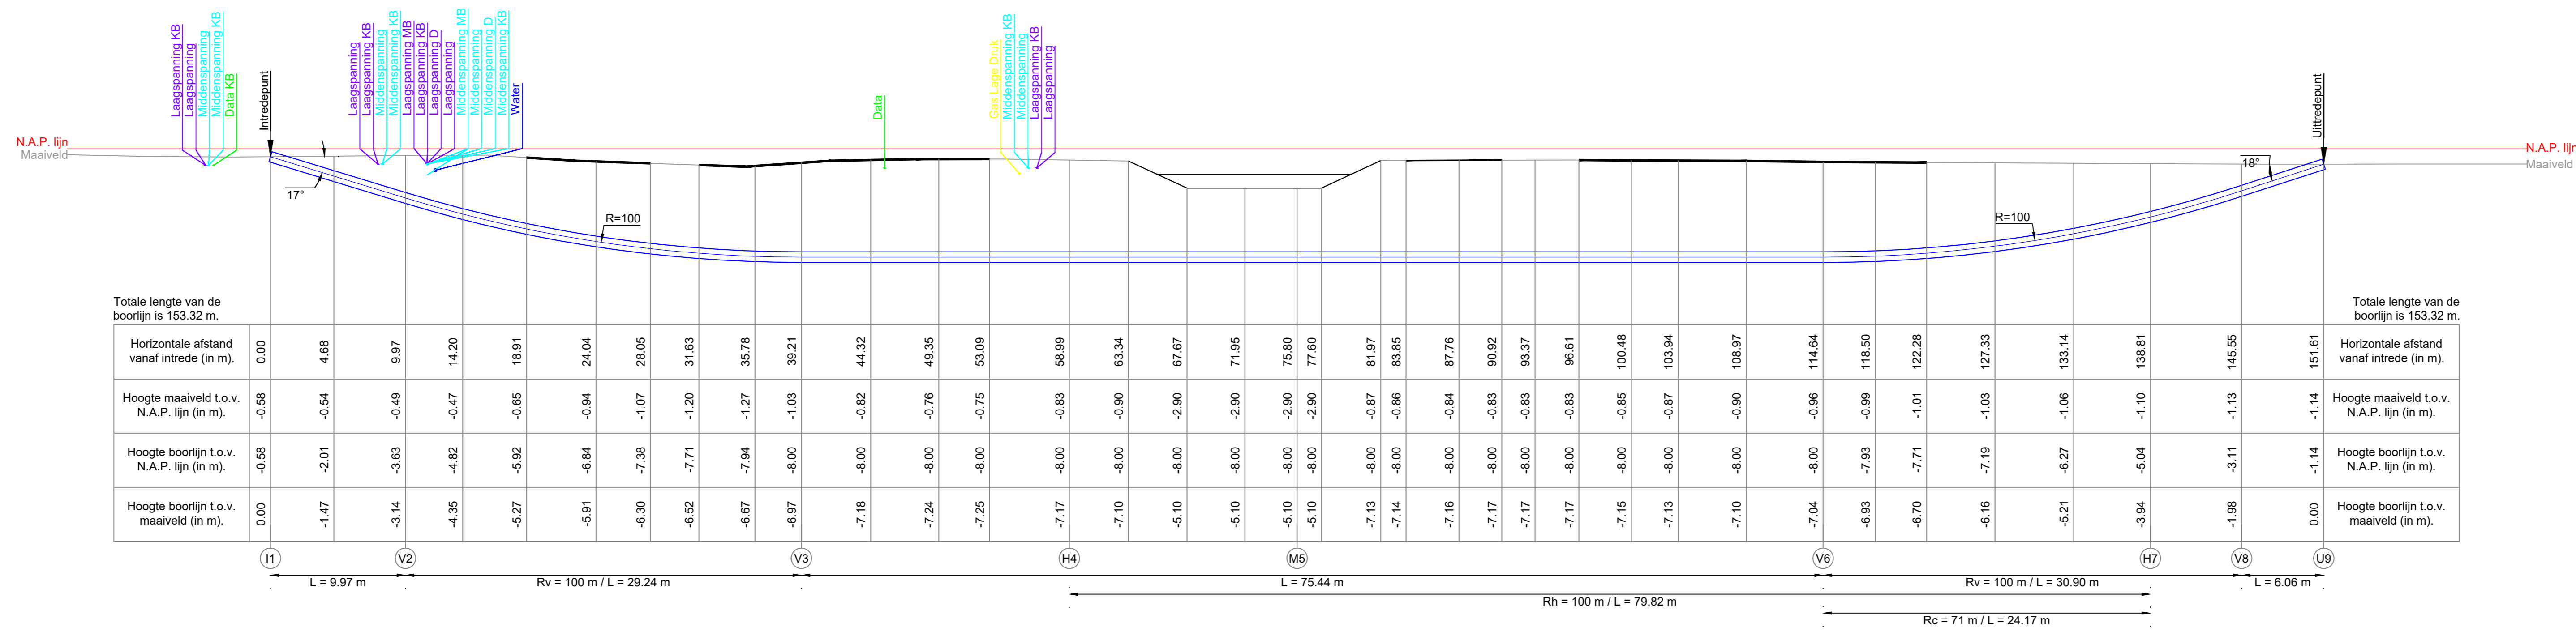 Laagspanning KB
Laagspanning
Middenspanning
Middenspanning KB
Data KB
Intredepunt
Laagspanning
Laagspanning KB
Middenspanning
Middenspanning KB
Laagspanning MB
Laagspanning KB
Laagspanning D
Laagspanning
Middenspanning MB
Middenspanning
Middenspanning D
Middenspanning KB
Water
Data
Gas Lage Druk
Middenspanning KB
Middenspanning
Laagspanning KB
Laagspanning
Uittredepunt
N.A.P. lijn
Maaiveld
N.A.P. lijn
Maaiveld
17°
R=100
R=100
18°
Totale lengte van de
boorlijn is 153.32 m.
Totale lengte van de
boorlijn is 153.32 m.
Horizontale afstand
vanaf intrede (in m).
0.00 4.68 9.97 14.20 18.91 24.04 28.05 31.63 35.78 39.21 44.32 49.35 53.09 58.99 63.34 67.67 71.95 75.80 77.60 81.97 83.85 87.76 90.92 93.37 96.61 100.48 103.94 108.97 114.64 118.50 122.28 127.33 133.14 138.81 145.55 151.61
Horizontale afstand
vanaf intrede (in m).
Hoogte maaiveld t.o.v.
N.A.P. lijn (in m).
-0.58 -0.54 -0.49 -0.47 -0.65 -0.94 -1.07 -1.20 -1.27 -1.03 -0.82 -0.76 -0.75 -0.83 -0.90 -2.90 -2.90 -2.90 -2.90 -0.87 -0.86 -0.84 -0.83 -0.83 -0.83 -0.85 -0.87 -0.90 -0.96 -0.99 -1.01 -1.03 -1.06 -1.10 -1.13 -1.14
Hoogte maaiveld t.o.v.
N.A.P. lijn (in m).
Hoogte boorlijn t.o.v.
N.A.P. lijn (in m).
-0.58 -2.01 -3.63 -4.82 -5.92 -6.84 -7.38 -7.71 -7.94 -8.00 -8.00 -8.00 -8.00 -8.00 -8.00 -8.00 -8.00 -8.00 -8.00 -8.00 -8.00 -8.00 -8.00 -8.00 -8.00 -8.00 -8.00 -8.00 -8.00 -7.93 -7.71 -7.19 -6.27 -5.04 -3.11 -1.14
Hoogte boorlijn t.o.v.
N.A.P. lijn (in m).
Hoogte boorlijn t.o.v.
maaiveld (in m).
0.00 -1.47 -3.14 -4.35 -5.27 -5.91 -6.30 -6.52 -6.67 -6.97 -7.18 -7.24 -7.25 -7.17 -7.10 -5.10 -5.10 -5.10 -5.10 -7.13 -7.14 -7.16 -7.17 -7.17 -7.17 -7.15 -7.13 -7.10 -7.04 -6.93 -6.70 -6.16 -5.21 -3.94 -1.98 0.00
Hoogte boorlijn t.o.v.
maaiveld (in m).
I1 V2 V3 H4 M5 V6 H7 V8 U9
L = 9.97 m
Rv = 100 m / L = 29.24 m
L = 75.44 m
Rv = 100 m / L = 30.90 m
L = 6.06 m
Rh = 100 m / L = 79.82 m
Rc = 71 m / L = 24.17 m